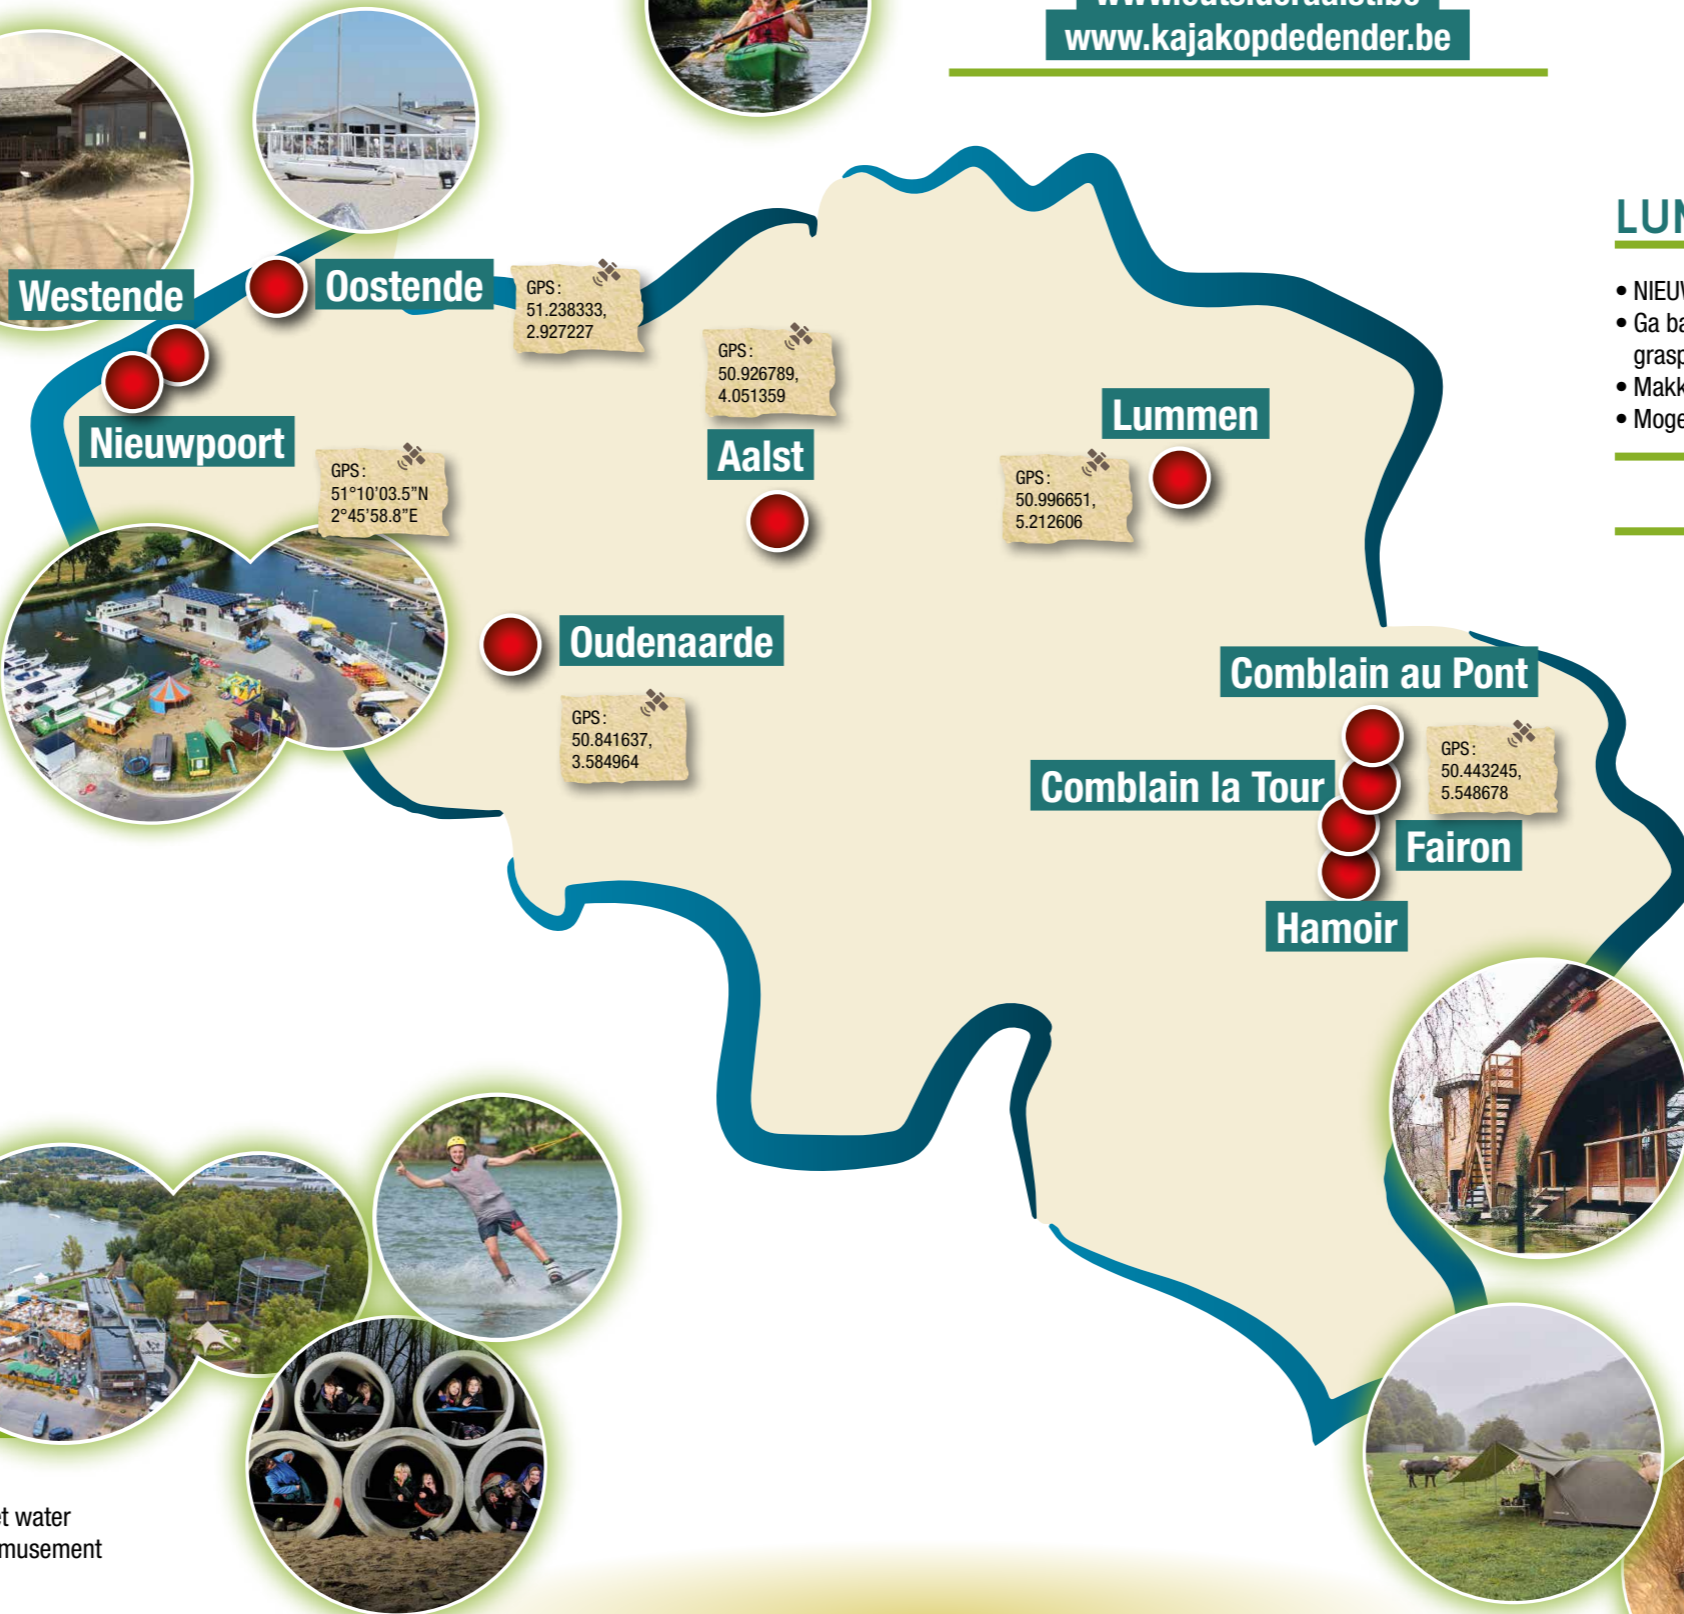 www.kajakopdedender.be
Westende
Oostende
GPS:
51.238333,
2.927227
Nieuwpoort
GPS:
51°10'03.5"N
2°45'58.8"E
GPS:
50.926789,
4.051359
Aalst
Lummen
GPS:
50.996651,
5.212606
Oudenaarde
GPS:
50.841637,
3.584964
Comblain au Pont
GPS:
50.443245,
5.548678
Comblain la Tour
Fairon
Hamoir
LUM
• NIEUW
• Ga ba
grasp
• Makk
• Moge
et water
musement